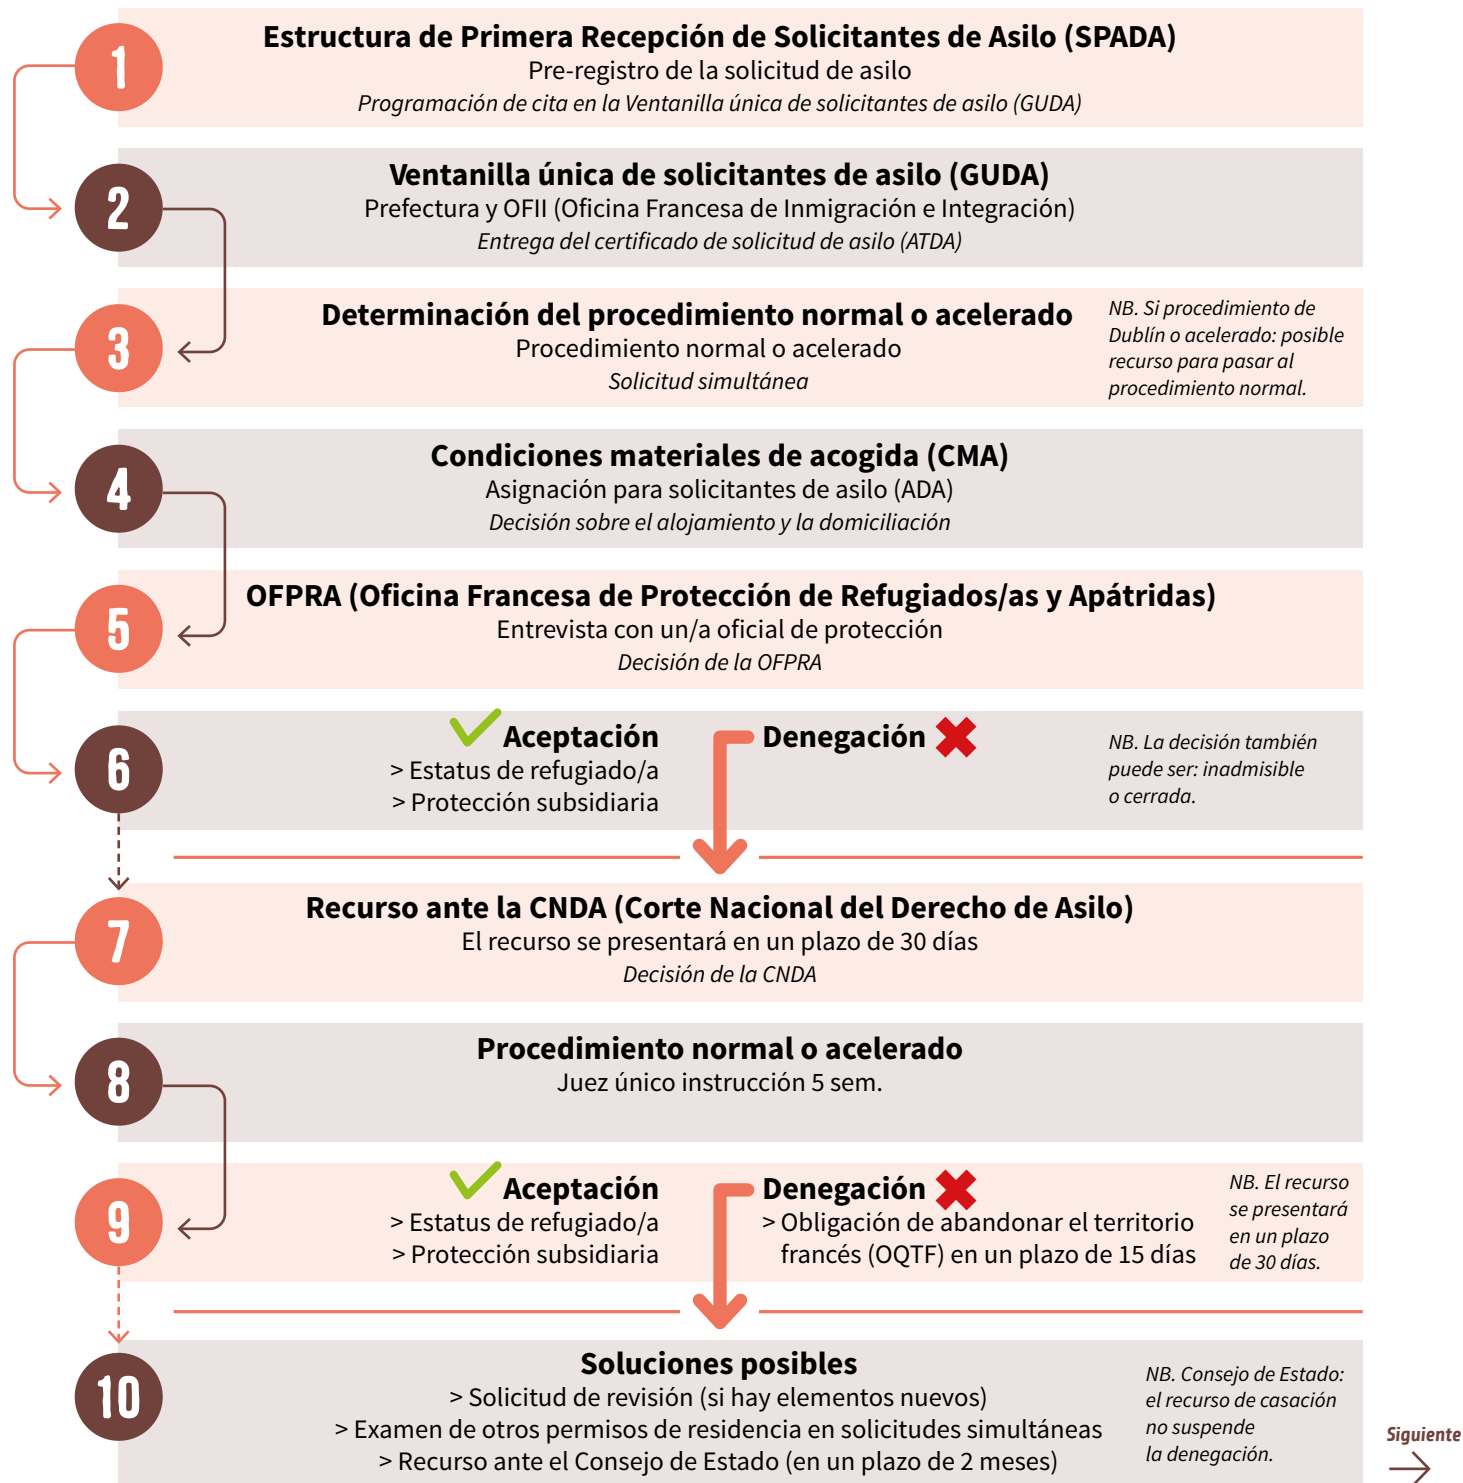 1
Estructura de Primera Recepción de Solicitantes de Asilo (SPADA)
Pre-registro de la solicitud de asilo
Programación de cita en la Ventanilla única de solicitantes de asilo (GUDA)
2
Ventanilla única de solicitantes de asilo (GUDA)
Prefectura y OFII (Oficina Francesa de Inmigración e Integración)
Entrega del certificado de solicitud de asilo (ATDA)
3
Determinación del procedimiento normal o acelerado
Procedimiento normal o acelerado
Solicitud simultánea
NB. Si procedimiento de
Dublín o acelerado: posible
recurso para pasar al
procedimiento normal.
4
Condiciones materiales de acogida (CMA)
Asignación para solicitantes de asilo (ADA)
Decisión sobre el alojamiento y la domiciliación
5
OFPRA (Oficina Francesa de Protección de Refugiados/as y Apátridas)
Entrevista con un/a oficial de protección
Decisión de la OFPRA
6
Aceptación
> Estatus de refugiado/a
> Protección subsidiaria
Denegación
NB. La decisión también
puede ser: inadmisible
o cerrada.
7
Recurso ante la CNDA (Corte Nacional del Derecho de Asilo)
El recurso se presentará en un plazo de 30 días
Decisión de la CNDA
8
Procedimiento normal o acelerado
Juez único instrucción 5 sem.
9
Aceptación
> Estatus de refugiado/a
> Protección subsidiaria
Denegación
> Obligación de abandonar el territorio
francés (OQTF) en un plazo de 15 días
NB. El recurso
se presentará
en un plazo
de 30 días.
10
Soluciones posibles
> Solicitud de revisión (si hay elementos nuevos)
> Examen de otros permisos de residencia en solicitudes simultáneas
> Recurso ante el Consejo de Estado (en un plazo de 2 meses)
NB. Consejo de Estado:
el recurso de casación
no suspende
la denegación.
Siguiente